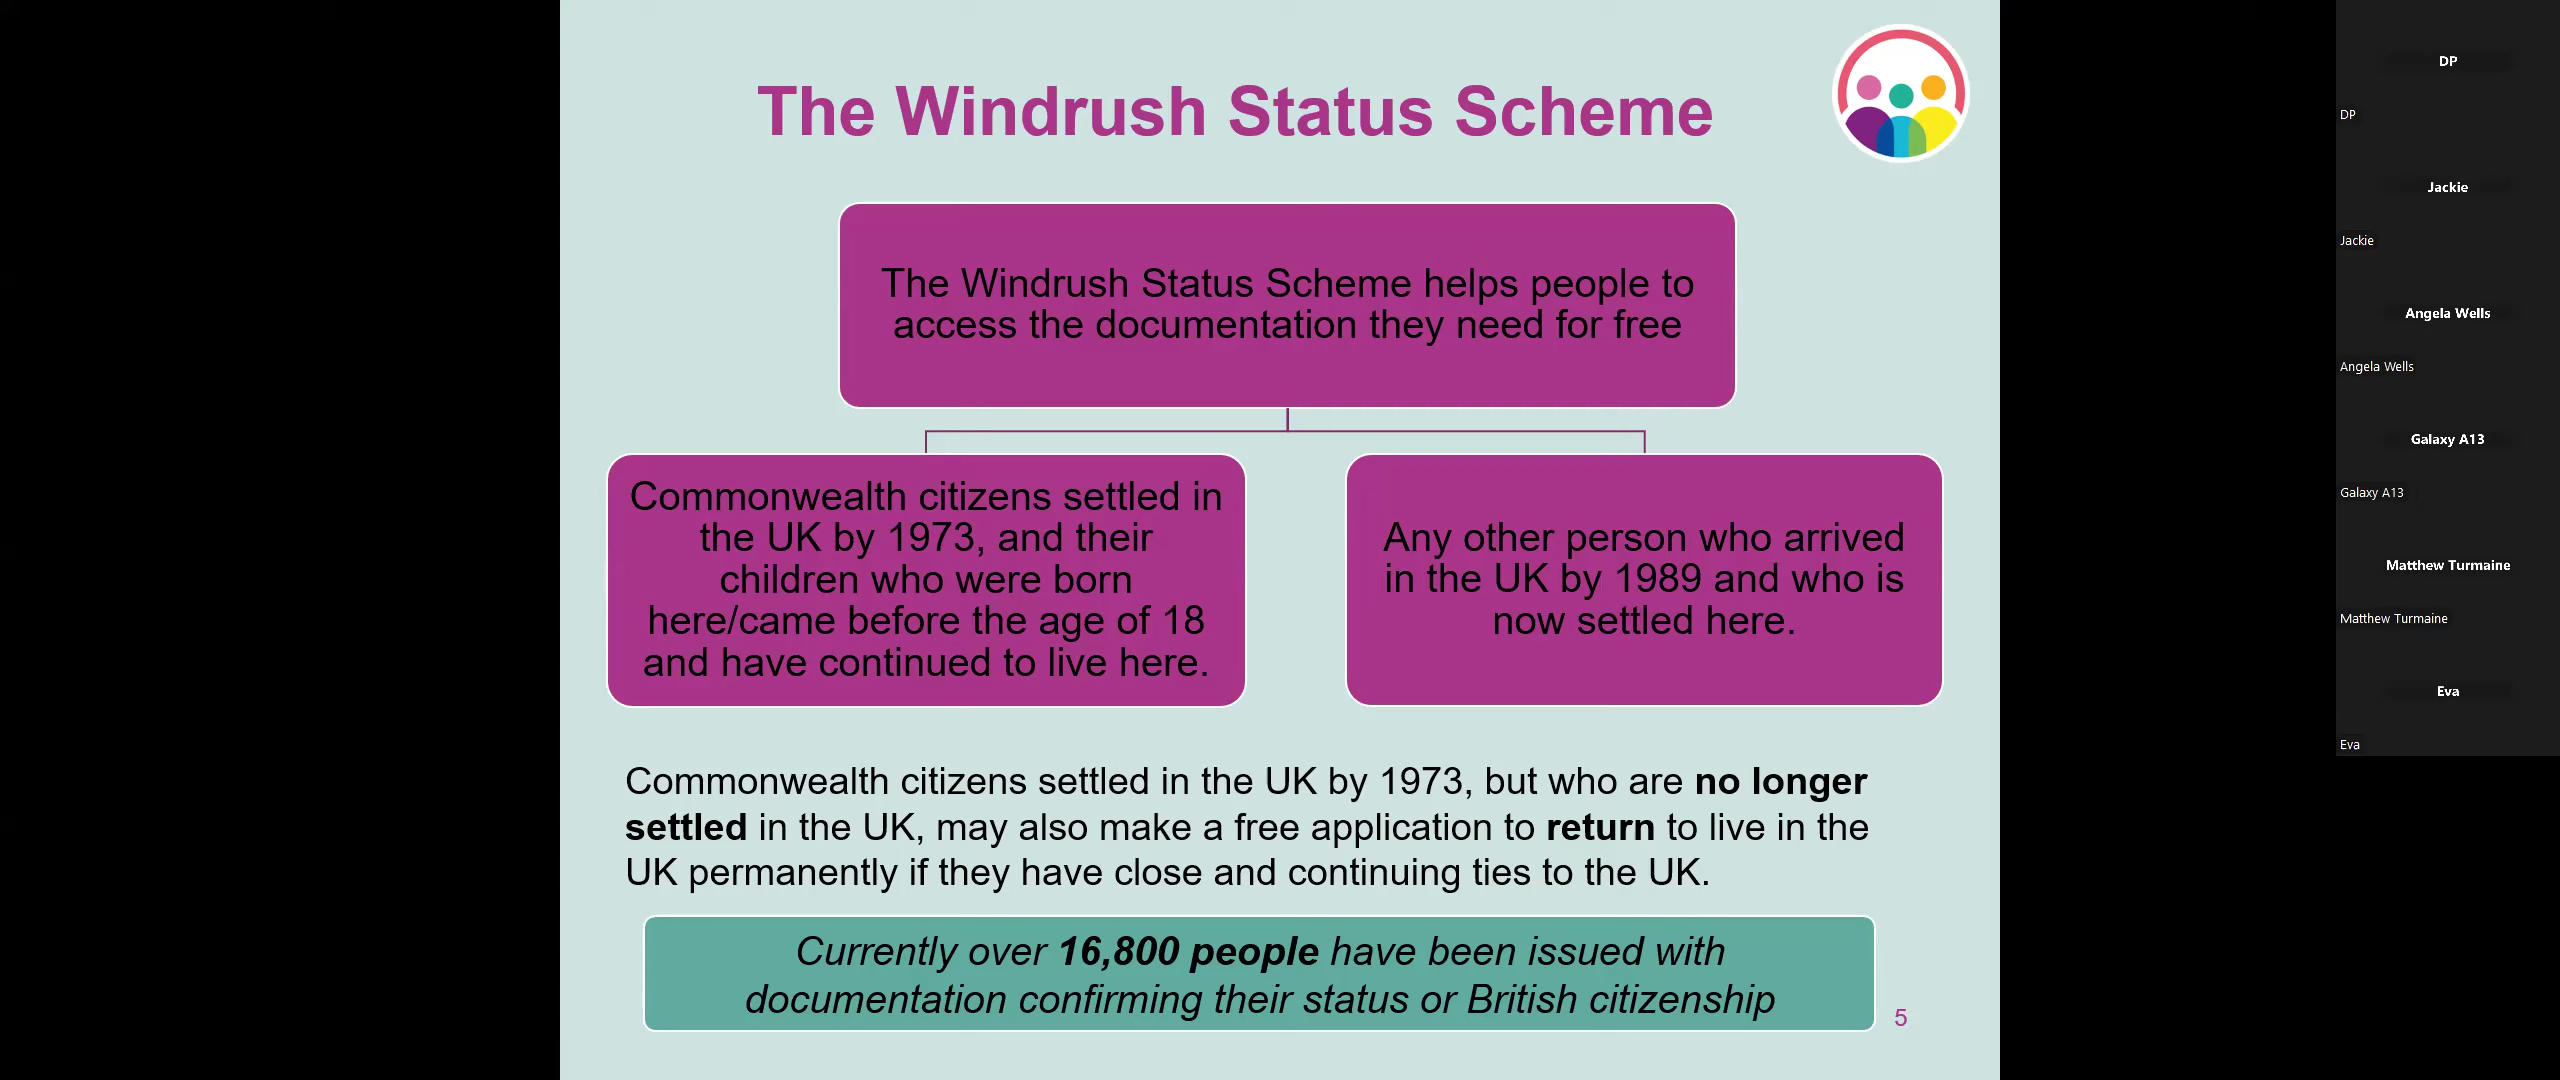 The Windrush Status Scheme
The Windrush Status Scheme helps people to
access the documentation they need for free
Commonwealth citizens settled in
the UK by 1973, and their
children who were born
here/came before the age of 18
and have continued to live here.
Any other person who arrived
in the UK by 1989 and who is
now settled here.
Commonwealth citizens settled in the UK by 1973, but who are no longer
settled in the UK, may also make a free application to return to live in the
UK permanently if they have close and continuing ties to the UK.
Currently over 16,800 people have been issued with
documentation confirming their status or British citizenship
5
DP
DP
Jackie
Jackie
Angela Wells
Angela Wells
Galaxy A13
Galaxy A13
Matthew Turmaine
Matthew Turmaine
Eva
Eva